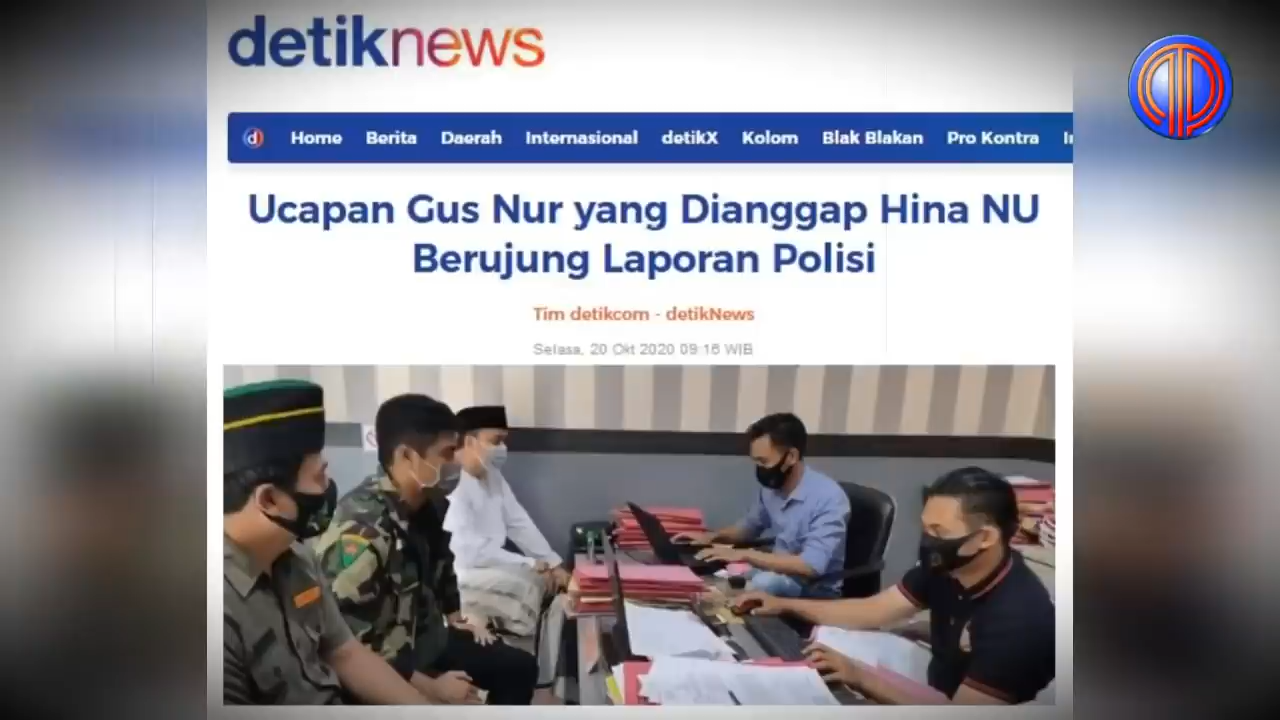 detiknews
Home Berita Daerah Internasional detikX Kolom Blak Blakan Pro Kontra
Ucapan Gus Nur yang Dianggap Hina NU
Berujung Laporan Polisi
Tim detikcom - detikNews
Selasa, 20 Okt 2020 09:16 WIB